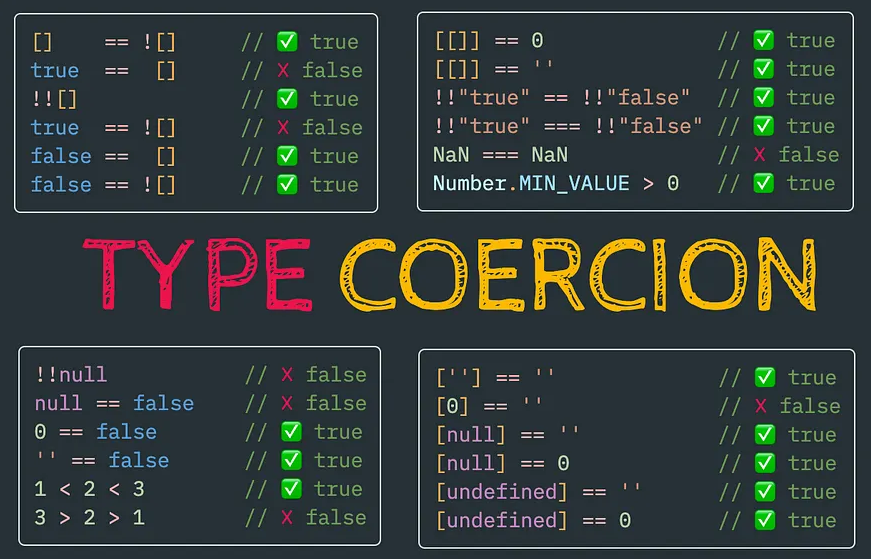 []    == ![]      // ✅ true
true  ==  []      // ❌ false
!![]              // ✅ true
true  == ![]      // ❌ false
false ==  []      // ✅ true
false == ![]      // ✅ true
[[]] == 0             // ✅ true
[[]] == ''            // ✅ true
!!"true" == !!"false"   // ✅ true
!!"true" === !!"false"  // ✅ true
NaN === NaN           // ❌ false
Number.MIN_VALUE > 0  // ✅ true
TYPE COERCION
!!null            // ❌ false
null == false     // ❌ false
0 == false        // ✅ true
'' == false       // ✅ true
1 < 2 < 3         // ✅ true
3 > 2 > 1         // ❌ false
[''] == ''            // ✅ true
[0] == ''             // ❌ false
[null] == ''          // ✅ true
[null] == 0           // ✅ true
[undefined] == ''     // ✅ true
[undefined] == 0      // ✅ true